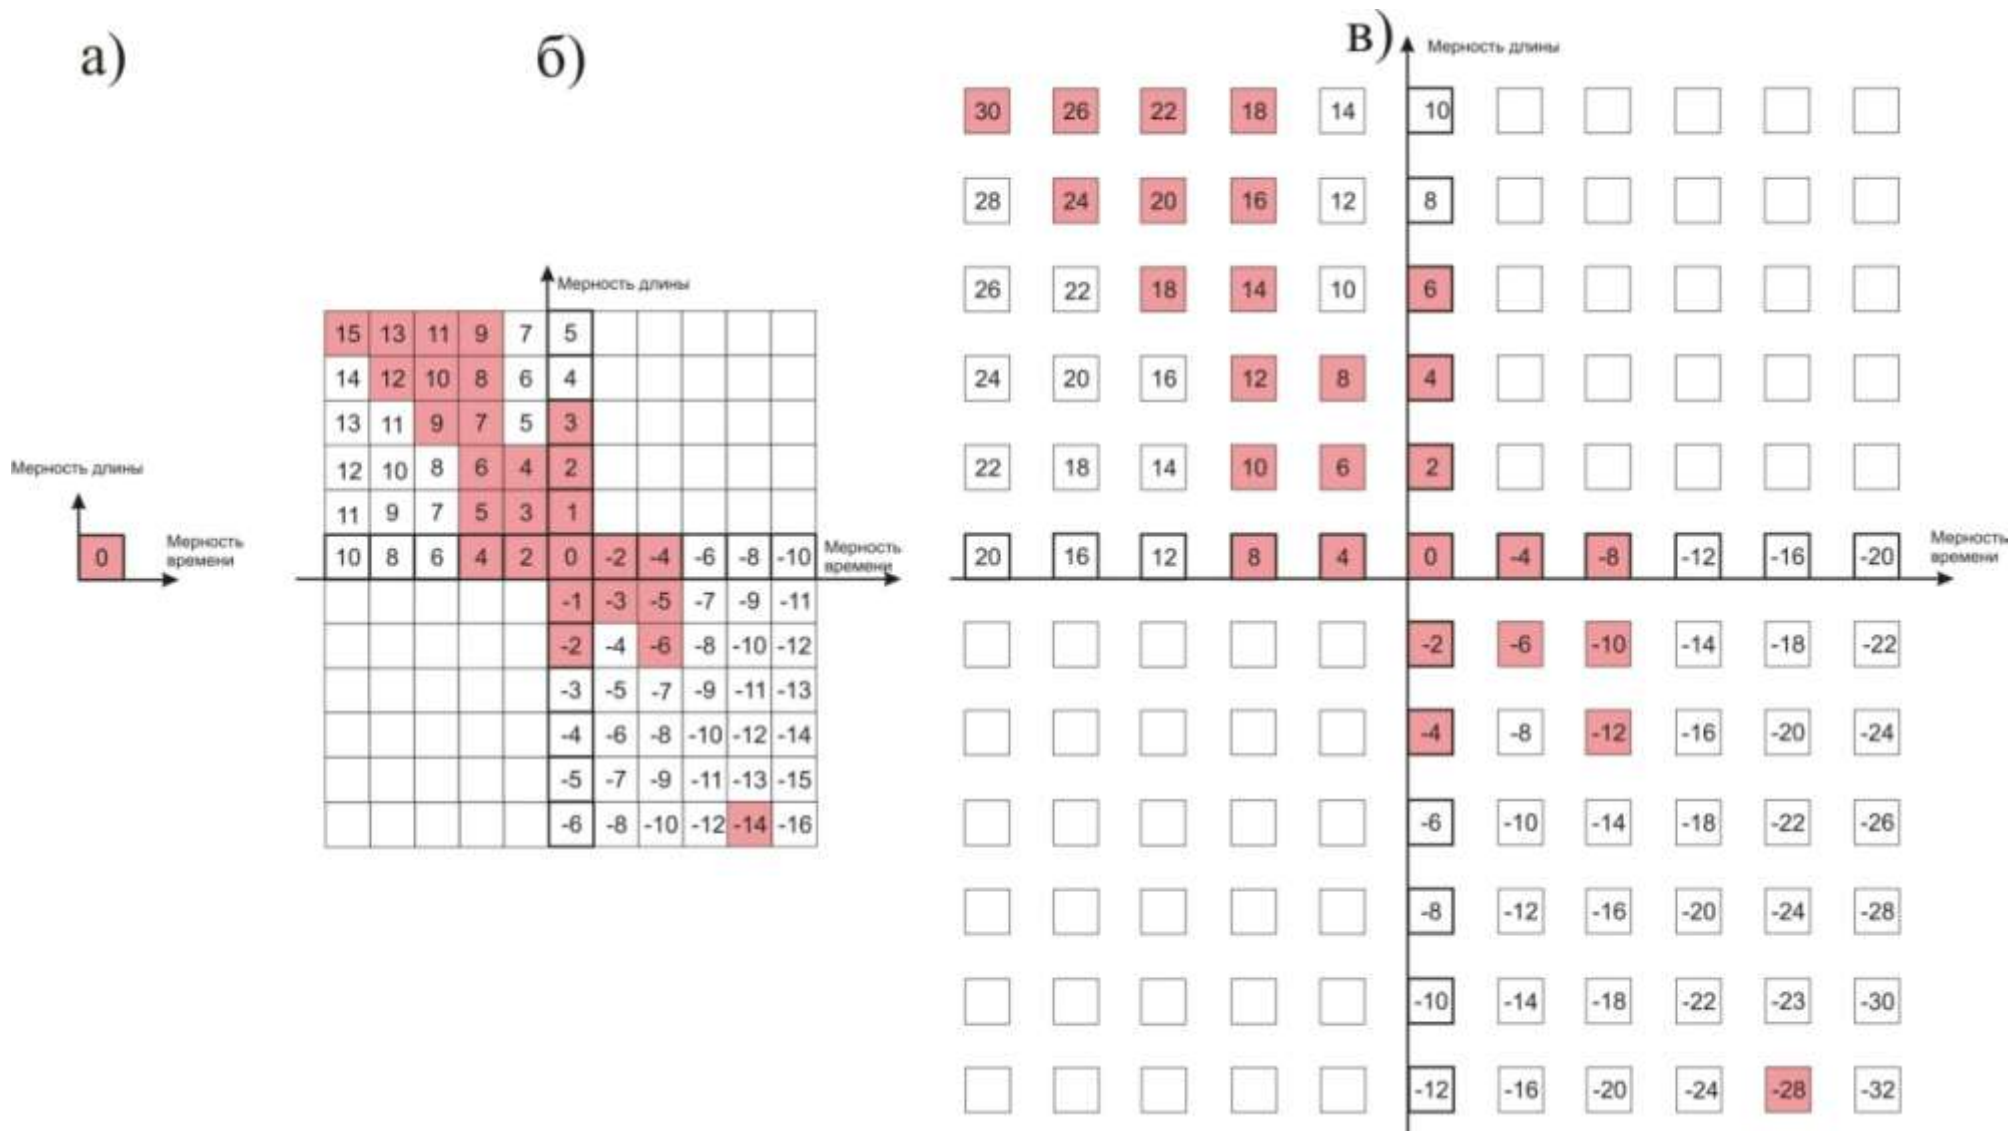 а)
Мерность длины
0
Мерность
времени
б)
Мерность длины
15 13 11 9 7 5
14 12 10 8 6 4
13 11 9 7 5 3
12 10 8 6 4 2
11 9 7 5 3 1
10 8 6 4 2 0 -2 -4 -6 -8 -10
Мерность
времени
-1 -3 -5 -7 -9 -11
-2 -4 -6 -8 -10 -12
-3 -5 -7 -9 -11 -13
-4 -6 -8 -10 -12 -14
-5 -7 -9 -11 -13 -15
-6 -8 -10 -12 -14 -16
в)
Мерность длины
30 26 22 18 14 10
28 24 20 16 12 8
26 22 18 14 10 6
24 20 16 12 8 4
22 18 14 10 6 2
20 16 12 8 4 0 -4 -8 -12 -16 -20
Мерность
времени
-2 -6 -10 -14 -18 -22
-4 -8 -12 -16 -20 -24
-6 -10 -14 -18 -22 -26
-8 -12 -16 -20 -24 -28
-10 -14 -18 -22 -23 -30
-12 -16 -20 -24 -28 -32